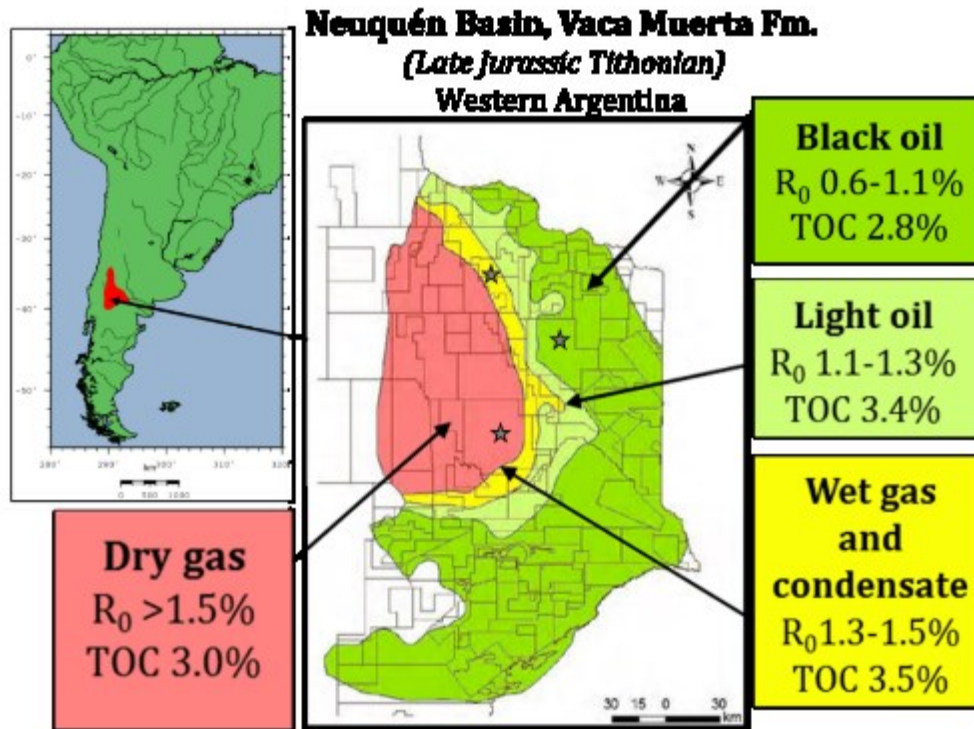 Neuquén Basin, Vaca Muerta Fm.
(Late Jurassic Tithonian)
Western Argentina
0°
-10°
-20°
-30°
-40°
-50°
280°
290°
300°
310°
320°
km
0 500 1000
N
W E
S
Black oil
R0 0.6-1.1%
TOC 2.8%
Light oil
R0 1.1-1.3%
TOC 3.4%
Wet gas
and
condensate
R0 1.3-1.5%
TOC 3.5%
Dry gas
R0 >1.5%
TOC 3.0%
30 15 0 30
km